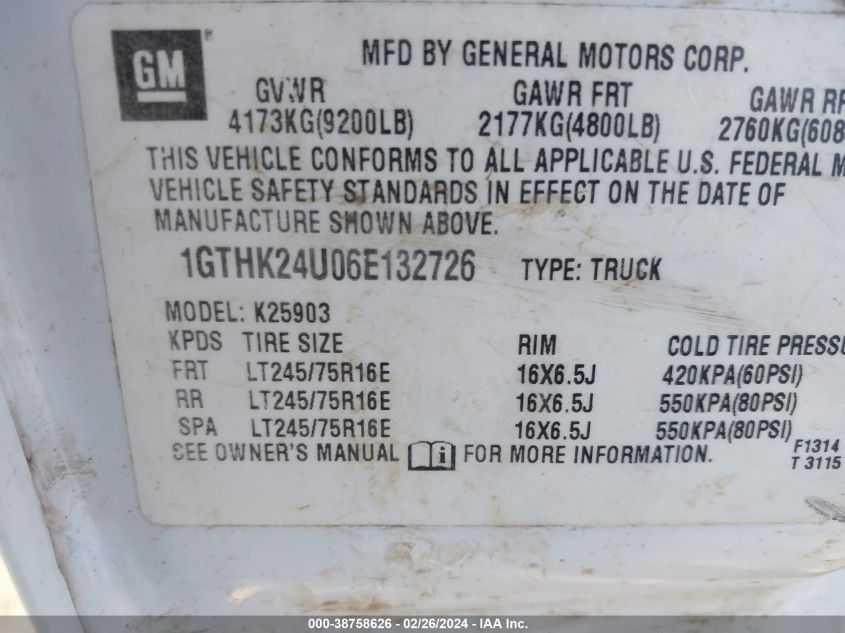 GM ®
MFD BY GENERAL MOTORS CORP.
GVWR GAWR FRT GAWR
4173KG(9200LB) 2177KG(4800LB) 2760KG(608
THIS VEHICLE CONFORMS TO ALL APPLICABLE U.S. FEDERAL
VEHICLE SAFETY STANDARDS IN EFFECT ON THE DATE OF
MANUFACTURE SHOWN ABOVE.
1GTHK24U06E132726 TYPE: TRUCK
MODEL: K25903
KPDS TIRE SIZE RIM COLD TIRE PRESSU
FRT LT245/75R16E 16X6.5J 420KPA(60PSI)
RR LT245/75R16E 16X6.5J 550KPA(80PSI)
SPA LT245/75R16E 16X6.5J 550KPA(80PSI)
SEE OWNER'S MANUAL i FOR MORE INFORMATION.
F1314
T 3115
000-38758626 - 02/26/2024 - IAA Inc.